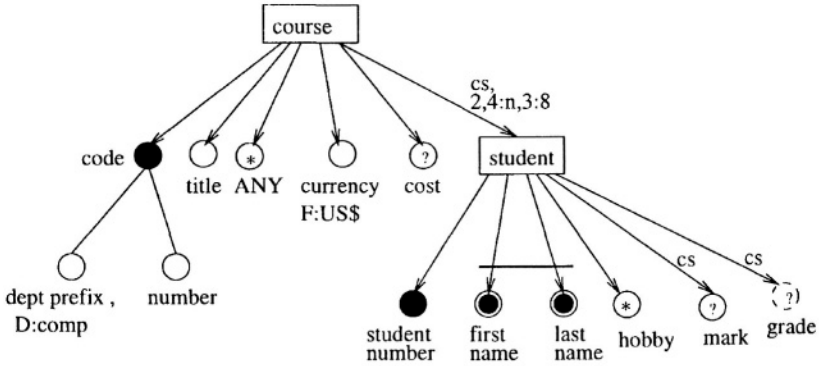 course
cs,
2,4:n,3:8
code
title
*
ANY
currency
F:US$
?
cost
student
dept prefix ,
D:comp
number
cs
cs
student
number
first
name
last
name
*
hobby
?
mark
?
grade